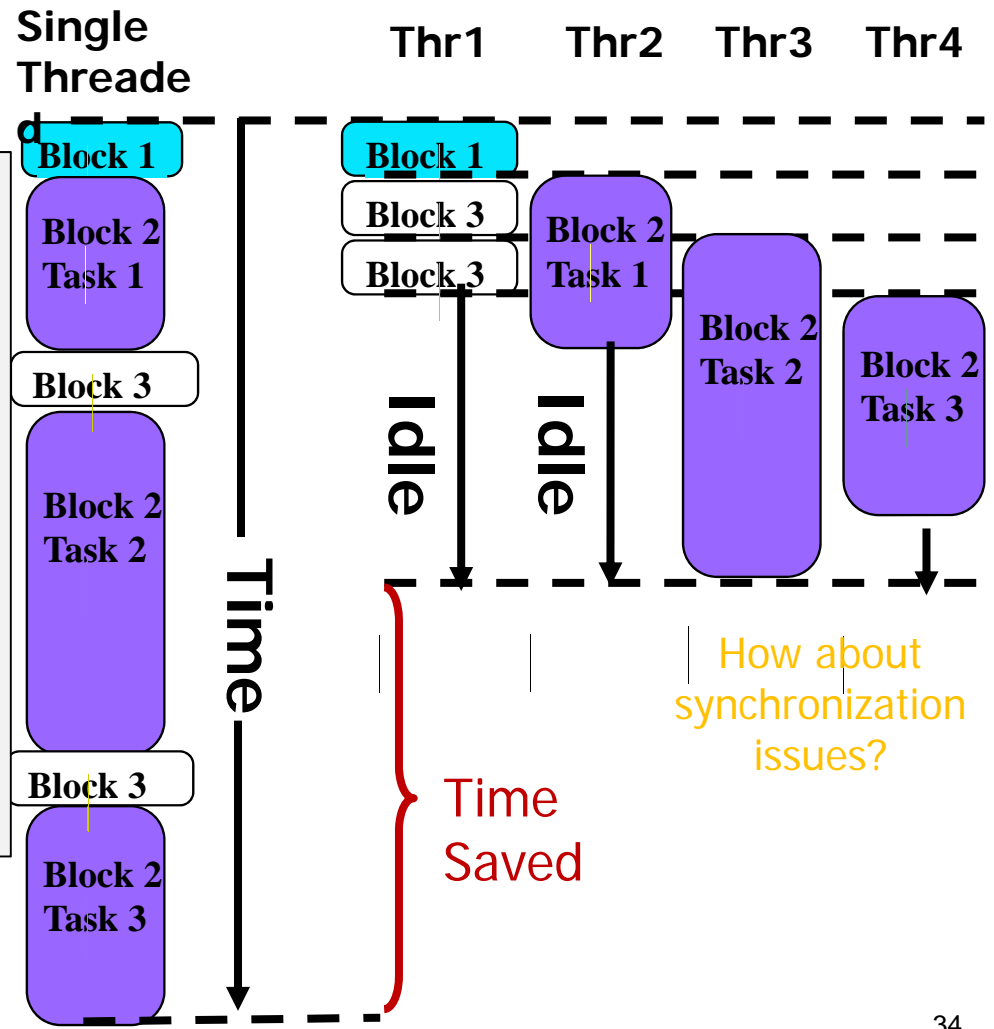 Single
Threade
d
Thr1
Thr2
Thr3
Thr4
Block 1
Block 2
Task 1
Block 3
Block 2
Task 2
Block 3
Block 2
Task 3
Time
Block 1
Block 3
Block 3
Idle
Block 2
Task 1
Idle
Block 2
Task 2
Block 2
Task 3
Time
Saved
How about
synchronization
issues?
34